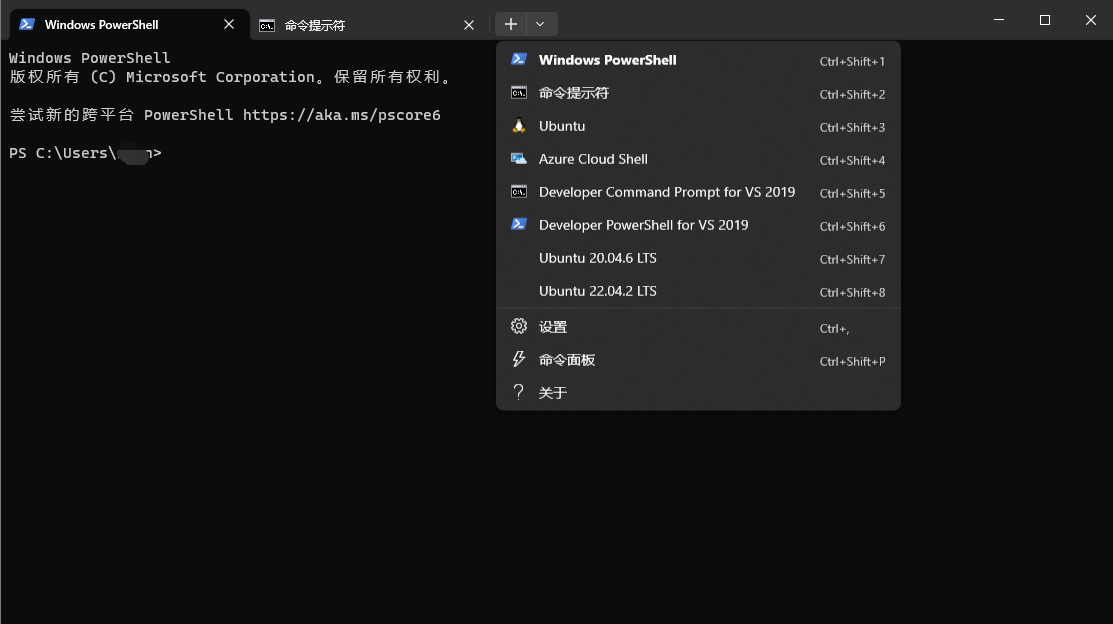 Windows PowerShell
命令提示符
Windows PowerShell
版权所有 (C) Microsoft Corporation。保留所有权利。
尝试新的跨平台 PowerShell https://aka.ms/pscore6
PS C:\Users\
Windows PowerShell Ctrl+Shift+1
命令提示符 Ctrl+Shift+2
Ubuntu Ctrl+Shift+3
Azure Cloud Shell Ctrl+Shift+4
Developer Command Prompt for VS 2019 Ctrl+Shift+5
Developer PowerShell for VS 2019 Ctrl+Shift+6
Ubuntu 20.04.6 LTS Ctrl+Shift+7
Ubuntu 22.04.2 LTS Ctrl+Shift+8
设置 Ctrl+,
命令面板 Ctrl+Shift+P
关于